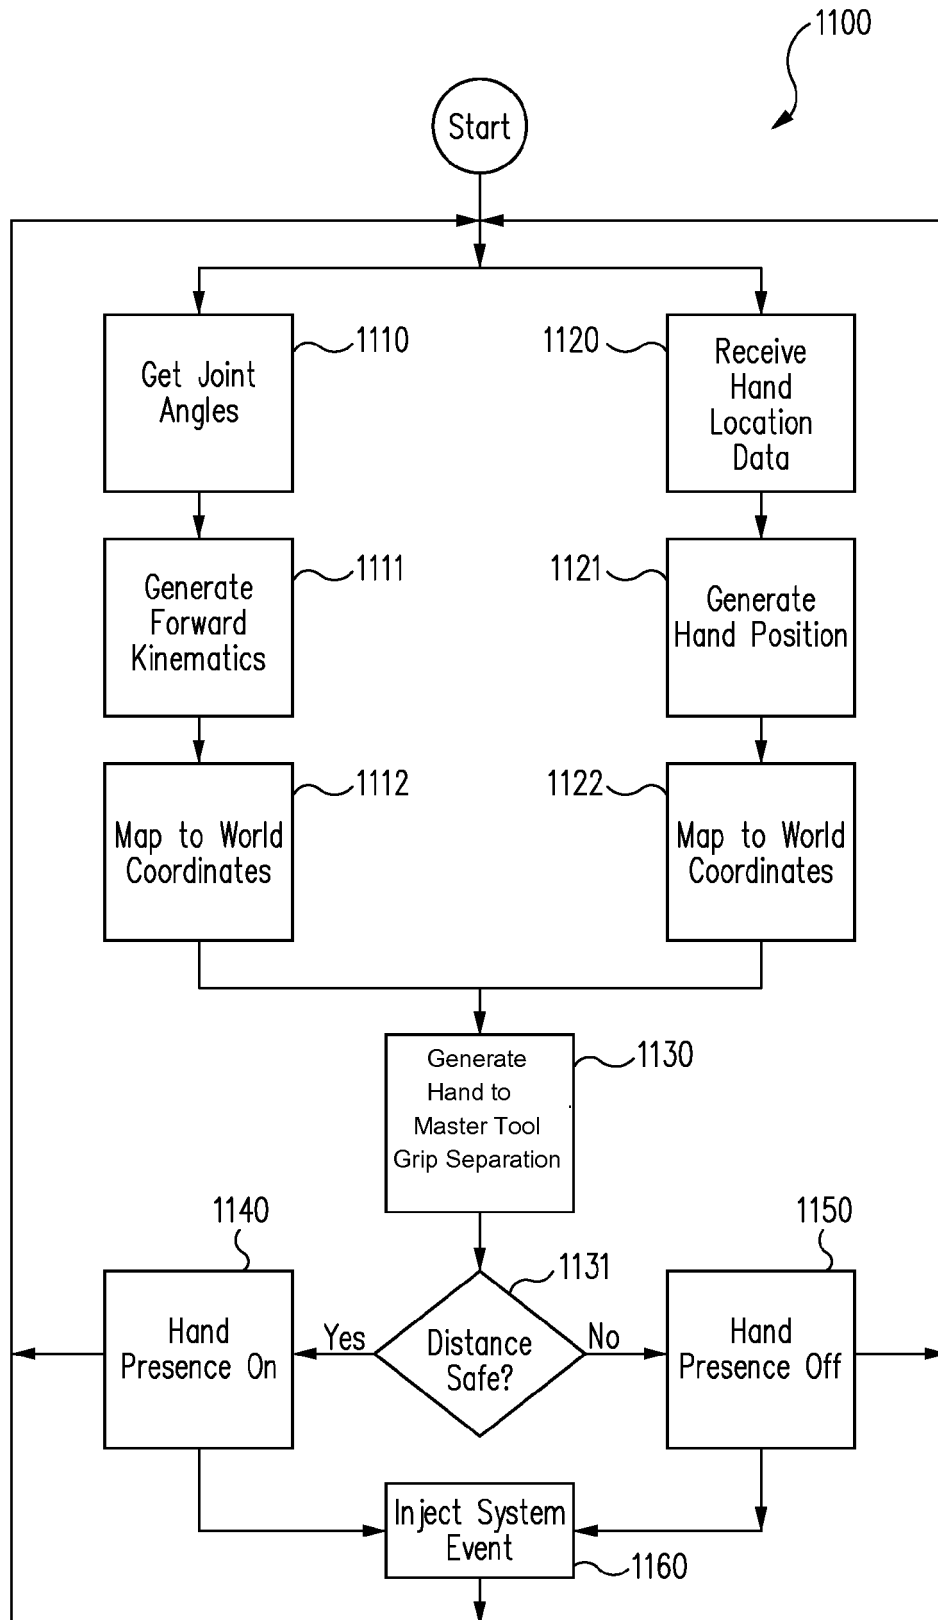 1100
Start
1110
Get Joint
Angles
1120
Receive
Hand
Location
Data
1111
Generate
Forward
Kinematics
1121
Generate
Hand Position
1112
Map to World
Coordinates
1122
Map to World
Coordinates
1130
Generate
Hand to
Master Tool
Grip Separation
1140
Hand
Presence On
Yes
1131
Distance
Safe?
No
1150
Hand
Presence Off
Inject System
Event
1160